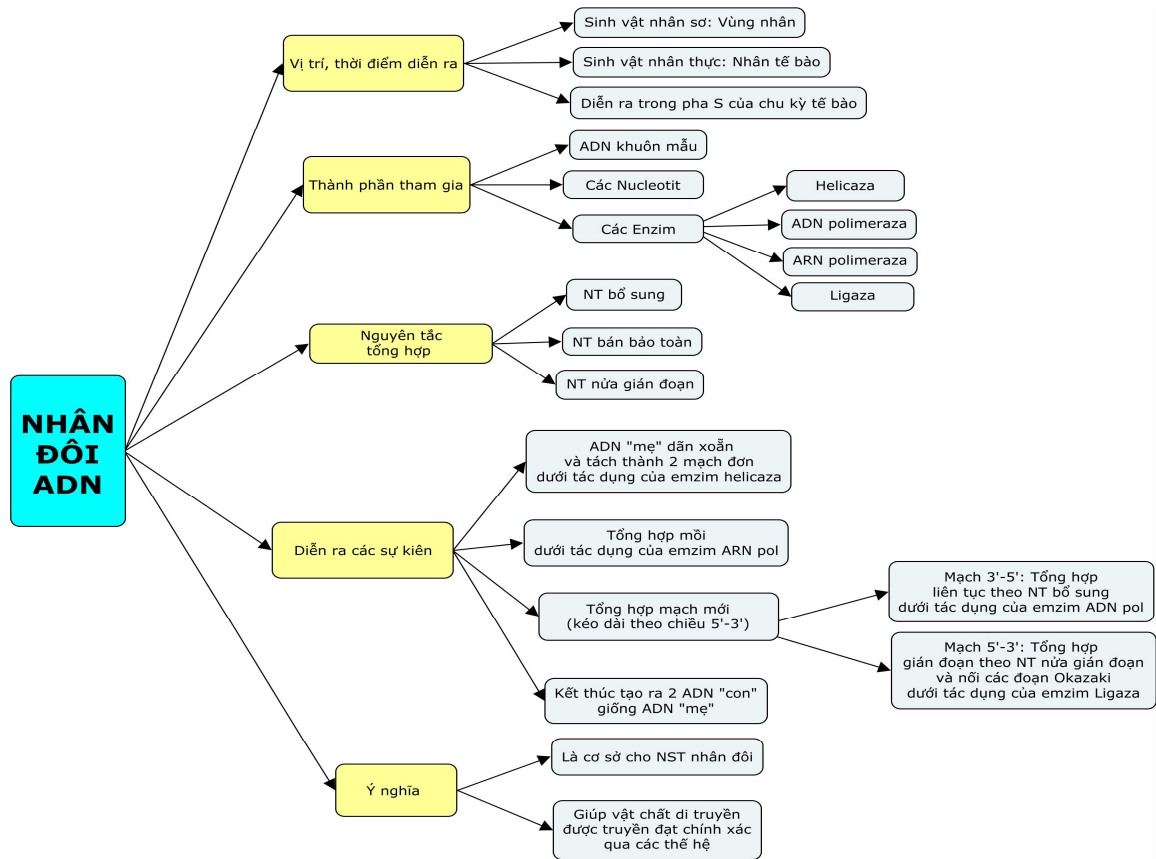 NHÂN
ĐÔI
ADN
Vị trí, thời điểm diễn ra
Sinh vật nhân sơ: Vùng nhân
Sinh vật nhân thực: Nhân tế bào
Diễn ra trong pha S của chu kỳ tế bào
Thành phần tham gia
ADN khuôn mẫu
Các Nucleotit
Các Enzim
Helicaza
ADN polimeraza
ARN polimeraza
Ligaza
Nguyên tắc
tổng hợp
NT bổ sung
NT bán bảo toàn
NT nửa gián đoạn
Diễn ra các sự kiên
ADN "mẹ" dãn xoẵn
và tách thành 2 mạch đơn
dưới tác dụng của emzim helicaza
Tổng hợp mồi
dưới tác dụng của emzim ARN pol
Tổng hợp mạch mới
(kéo dài theo chiều 5'-3')
Mạch 3'-5': Tổng hợp
liên tục theo NT bổ sung
dưới tác dụng của emzim ADN pol
Mạch 5'-3': Tổng hợp
gián đoạn theo NT nửa gián đoạn
và nối các đoạn Okazaki
dưới tác dụng của emzim Ligaza
Kết thúc tạo ra 2 ADN "con"
giống ADN "mẹ"
Ý nghĩa
Là cơ sở cho NST nhân đôi
Giúp vật chất di truyền
được truyền đạt chính xác
qua các thế hệ